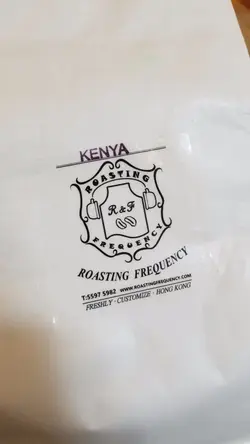 KENYA
ROASTING
R & F
FREQUENCY
ROASTING FREQUENCY
T:5597 5982 WWW.ROASTINGFREQUENCY.COM
FRESHLY · CUSTOMIZE · HONG KONG